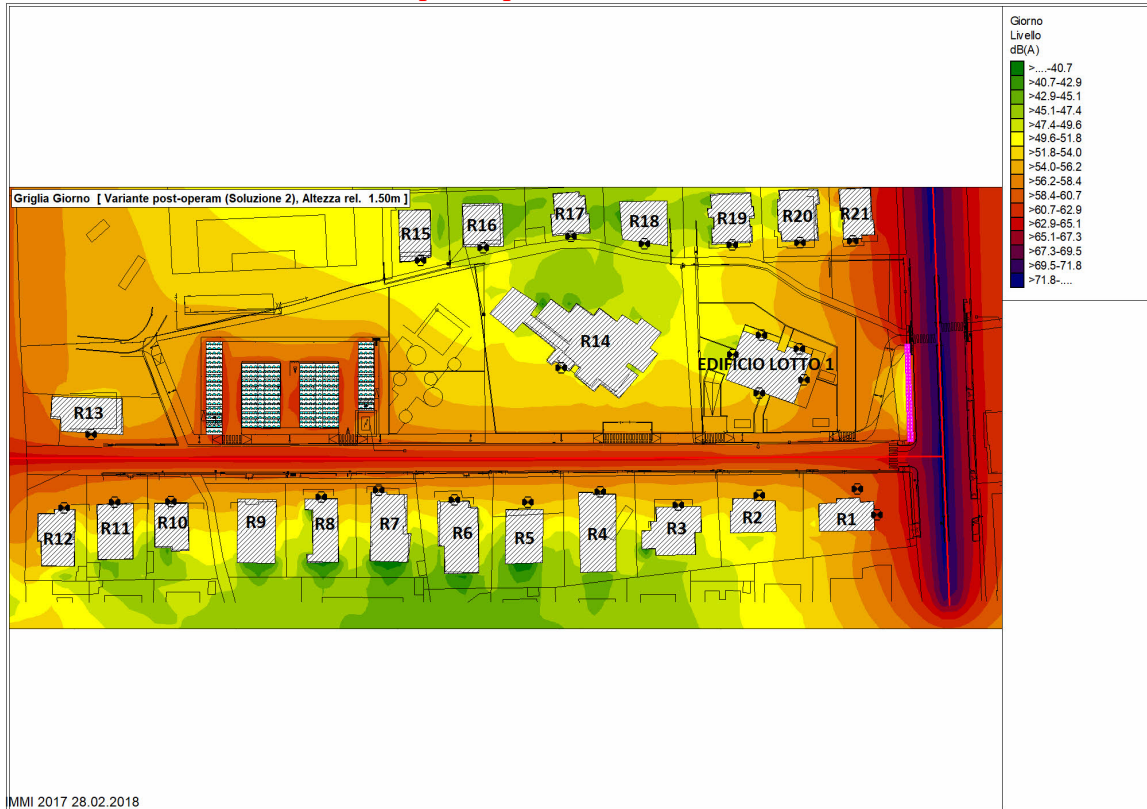 Giorno
Livello
dB(A)
>....-40.7
>40.7-42.9
>42.9-45.1
>45.1-47.4
>47.4-49.6
>49.6-51.8
>51.8-54.0
>54.0-56.2
>56.2-58.4
>58.4-60.7
>60.7-62.9
>62.9-65.1
>65.1-67.3
>67.3-69.5
>69.5-71.8
>71.8-....
Griglia Giorno [ Variante post-operam (Soluzione 2), Altezza rel. 1.50m ]
R15
R16
R17
R18
R19
R20
R21
R14
EDIFICIO LOTTO 1
R13
R12
R11
R10
R9
R8
R7
R6
R5
R4
R3
R2
R1
IMMI 2017 28.02.2018